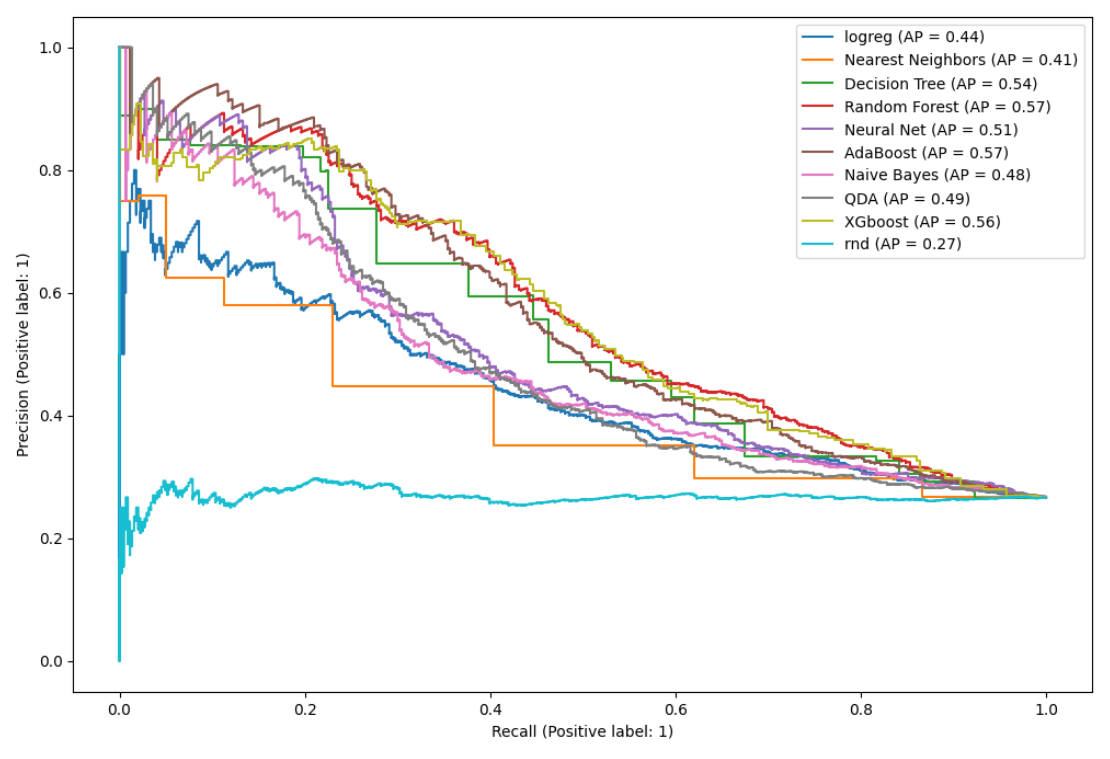 logreg (AP = 0.44)
Nearest Neighbors (AP = 0.41)
Decision Tree (AP = 0.54)
Random Forest (AP = 0.57)
Neural Net (AP = 0.51)
AdaBoost (AP = 0.57)
Naive Bayes (AP = 0.48)
QDA (AP = 0.49)
XGboost (AP = 0.56)
rnd (AP = 0.27)
1.0
0.8
0.6
0.4
0.2
0.0
Precision (Positive label: 1)
0.0 0.2 0.4 0.6 0.8 1.0
Recall (Positive label: 1)